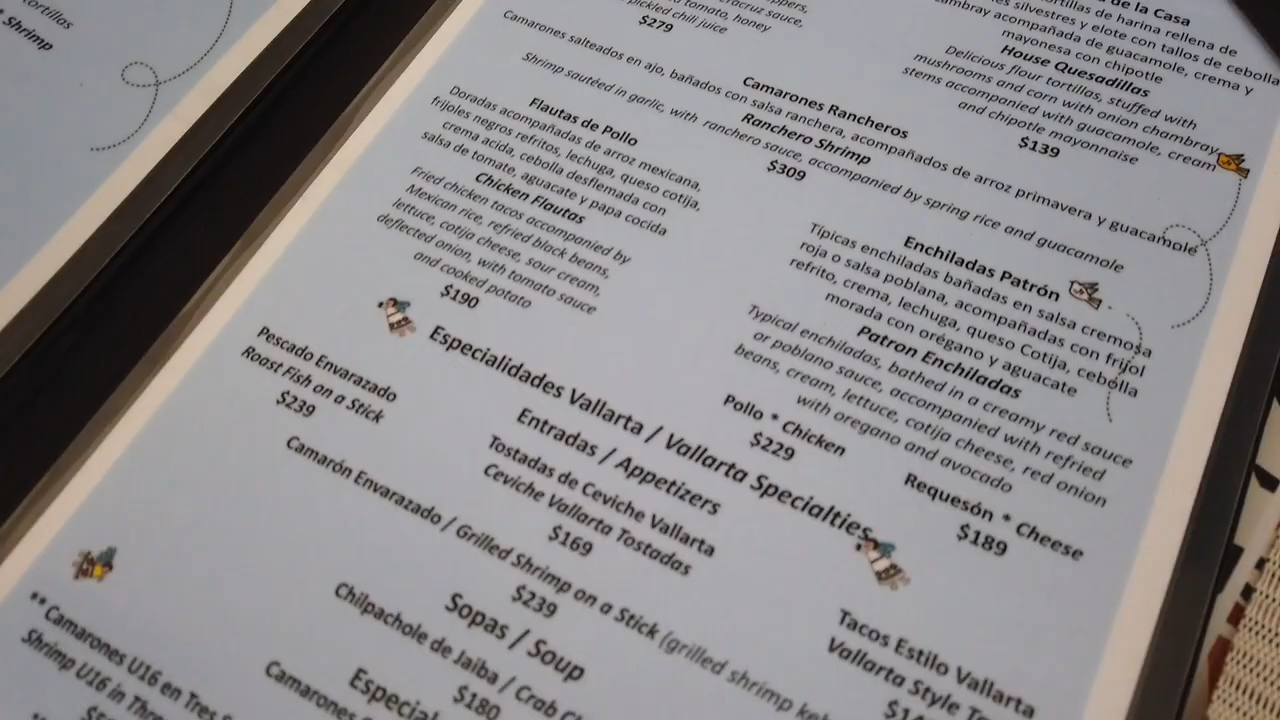 tortillas
* Shrimp
sauce,
tomato, honey
pickled chili juice
$279
de la Casa
tortillas de harina rellena de
silvestres y elote con tallos de cebolla
acompañada de guacamole, crema y
mayonesa con chipotle
House Quesadillas
Delicious flour tortillas, stuffed with
mushrooms and corn with onion chambray
stems accompanied with guacamole, cream
and chipotle mayonnaise
$139
Camarones Rancheros
Camarones salteados en ajo, bañados con salsa ranchera, acompañados de arroz primavera y guacamole
Ranchero Shrimp
Shrimp sautéed in garlic, with ranchero sauce, accompanied by spring rice and guacamole
$309
Flautas de Pollo
Doradas acompañadas de arroz mexicana,
frijoles negros refritos, lechuga, queso cotija,
crema acida, cebolla desflemada con
salsa de tomate, aguacate y papa cocida
Chicken Flautas
Fried chicken tacos accompanied by
Mexican rice, refried black beans,
lettuce, cotija cheese, sour cream,
deflected onion, with tomato sauce
and cooked potato
$190
Enchiladas Patrón
Típicas enchiladas bañadas en salsa cremosa
roja o salsa poblana, acompañadas con frijol
refrito, crema, lechuga, queso Cotija, cebolla
morada con orégano y aguacate
Patron Enchiladas
Typical enchiladas, bathed in a creamy red sauce
or poblano sauce, accompanied with refried
beans, cream, lettuce, cotija cheese, red onion
with oregano and avocado
Pollo * Chicken
$229
Requesón * Cheese
$189
Especialidades Vallarta / Vallarta Specialties
Entradas / Appetizers
Pescado Envarazado
Roast Fish on a Stick
$239
Tostadas de Ceviche Vallarta
Ceviche Vallarta Tostadas
$169
Tacos Estilo Vallarta
Vallarta Style
Camarón Envarazado / Grilled Shrimp on a Stick (grilled shrimp
$239
Sopas / Soup
Chilpachole de Jaiba / Crab
$180
** Camarones U16 en Tres
Shrimp U16 in
Camarones